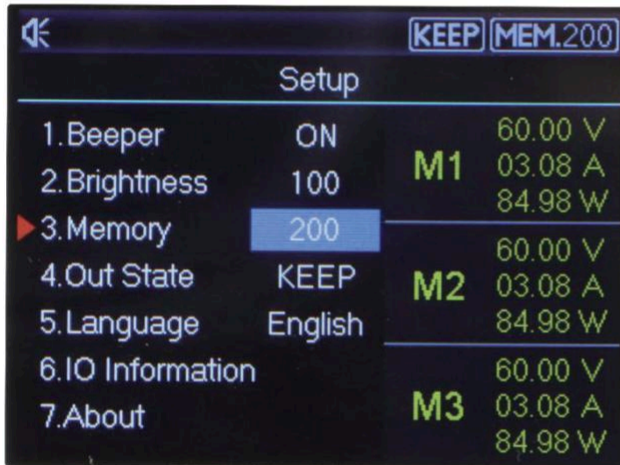 KEEP MEM.200
Setup
1.Beeper ON
2.Brightness 100
3.Memory 200
4.Out State KEEP
5.Language English
6.IO Information
7.About
M1
60.00 V
03.08 A
84.98 W
M2
60.00 V
03.08 A
84.98 W
M3
60.00 V
03.08 A
84.98 W